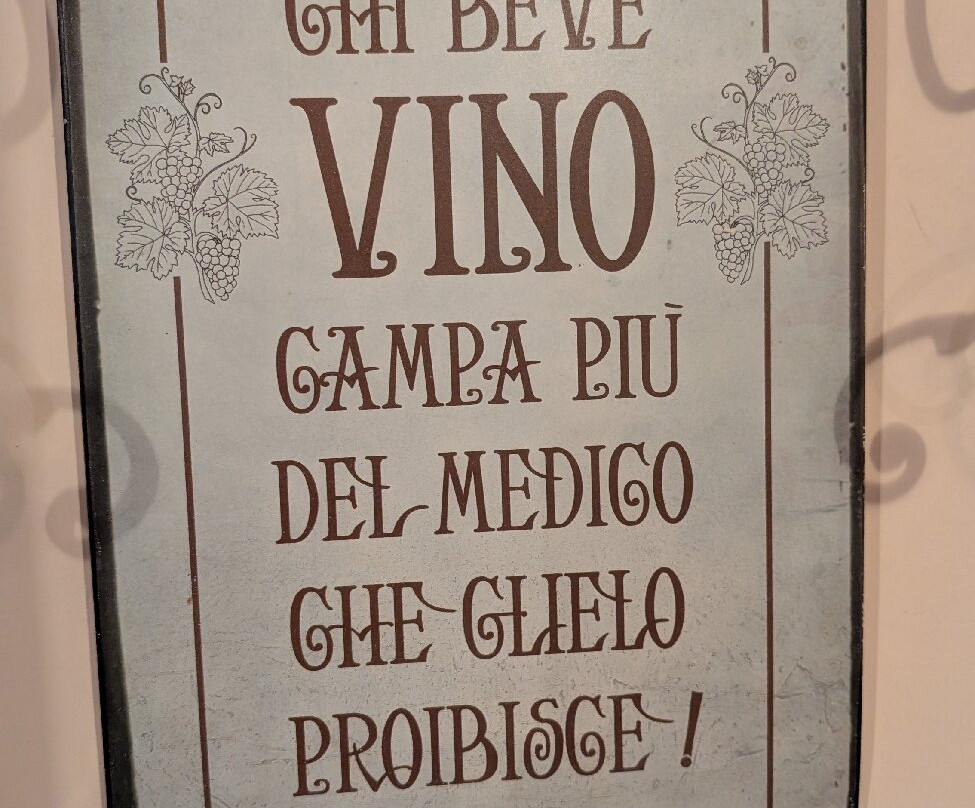 CHI BEVE
VINO
CAMPA PIÙ
DEL MEDICO
CHE GLIELO
PROIBISCE!